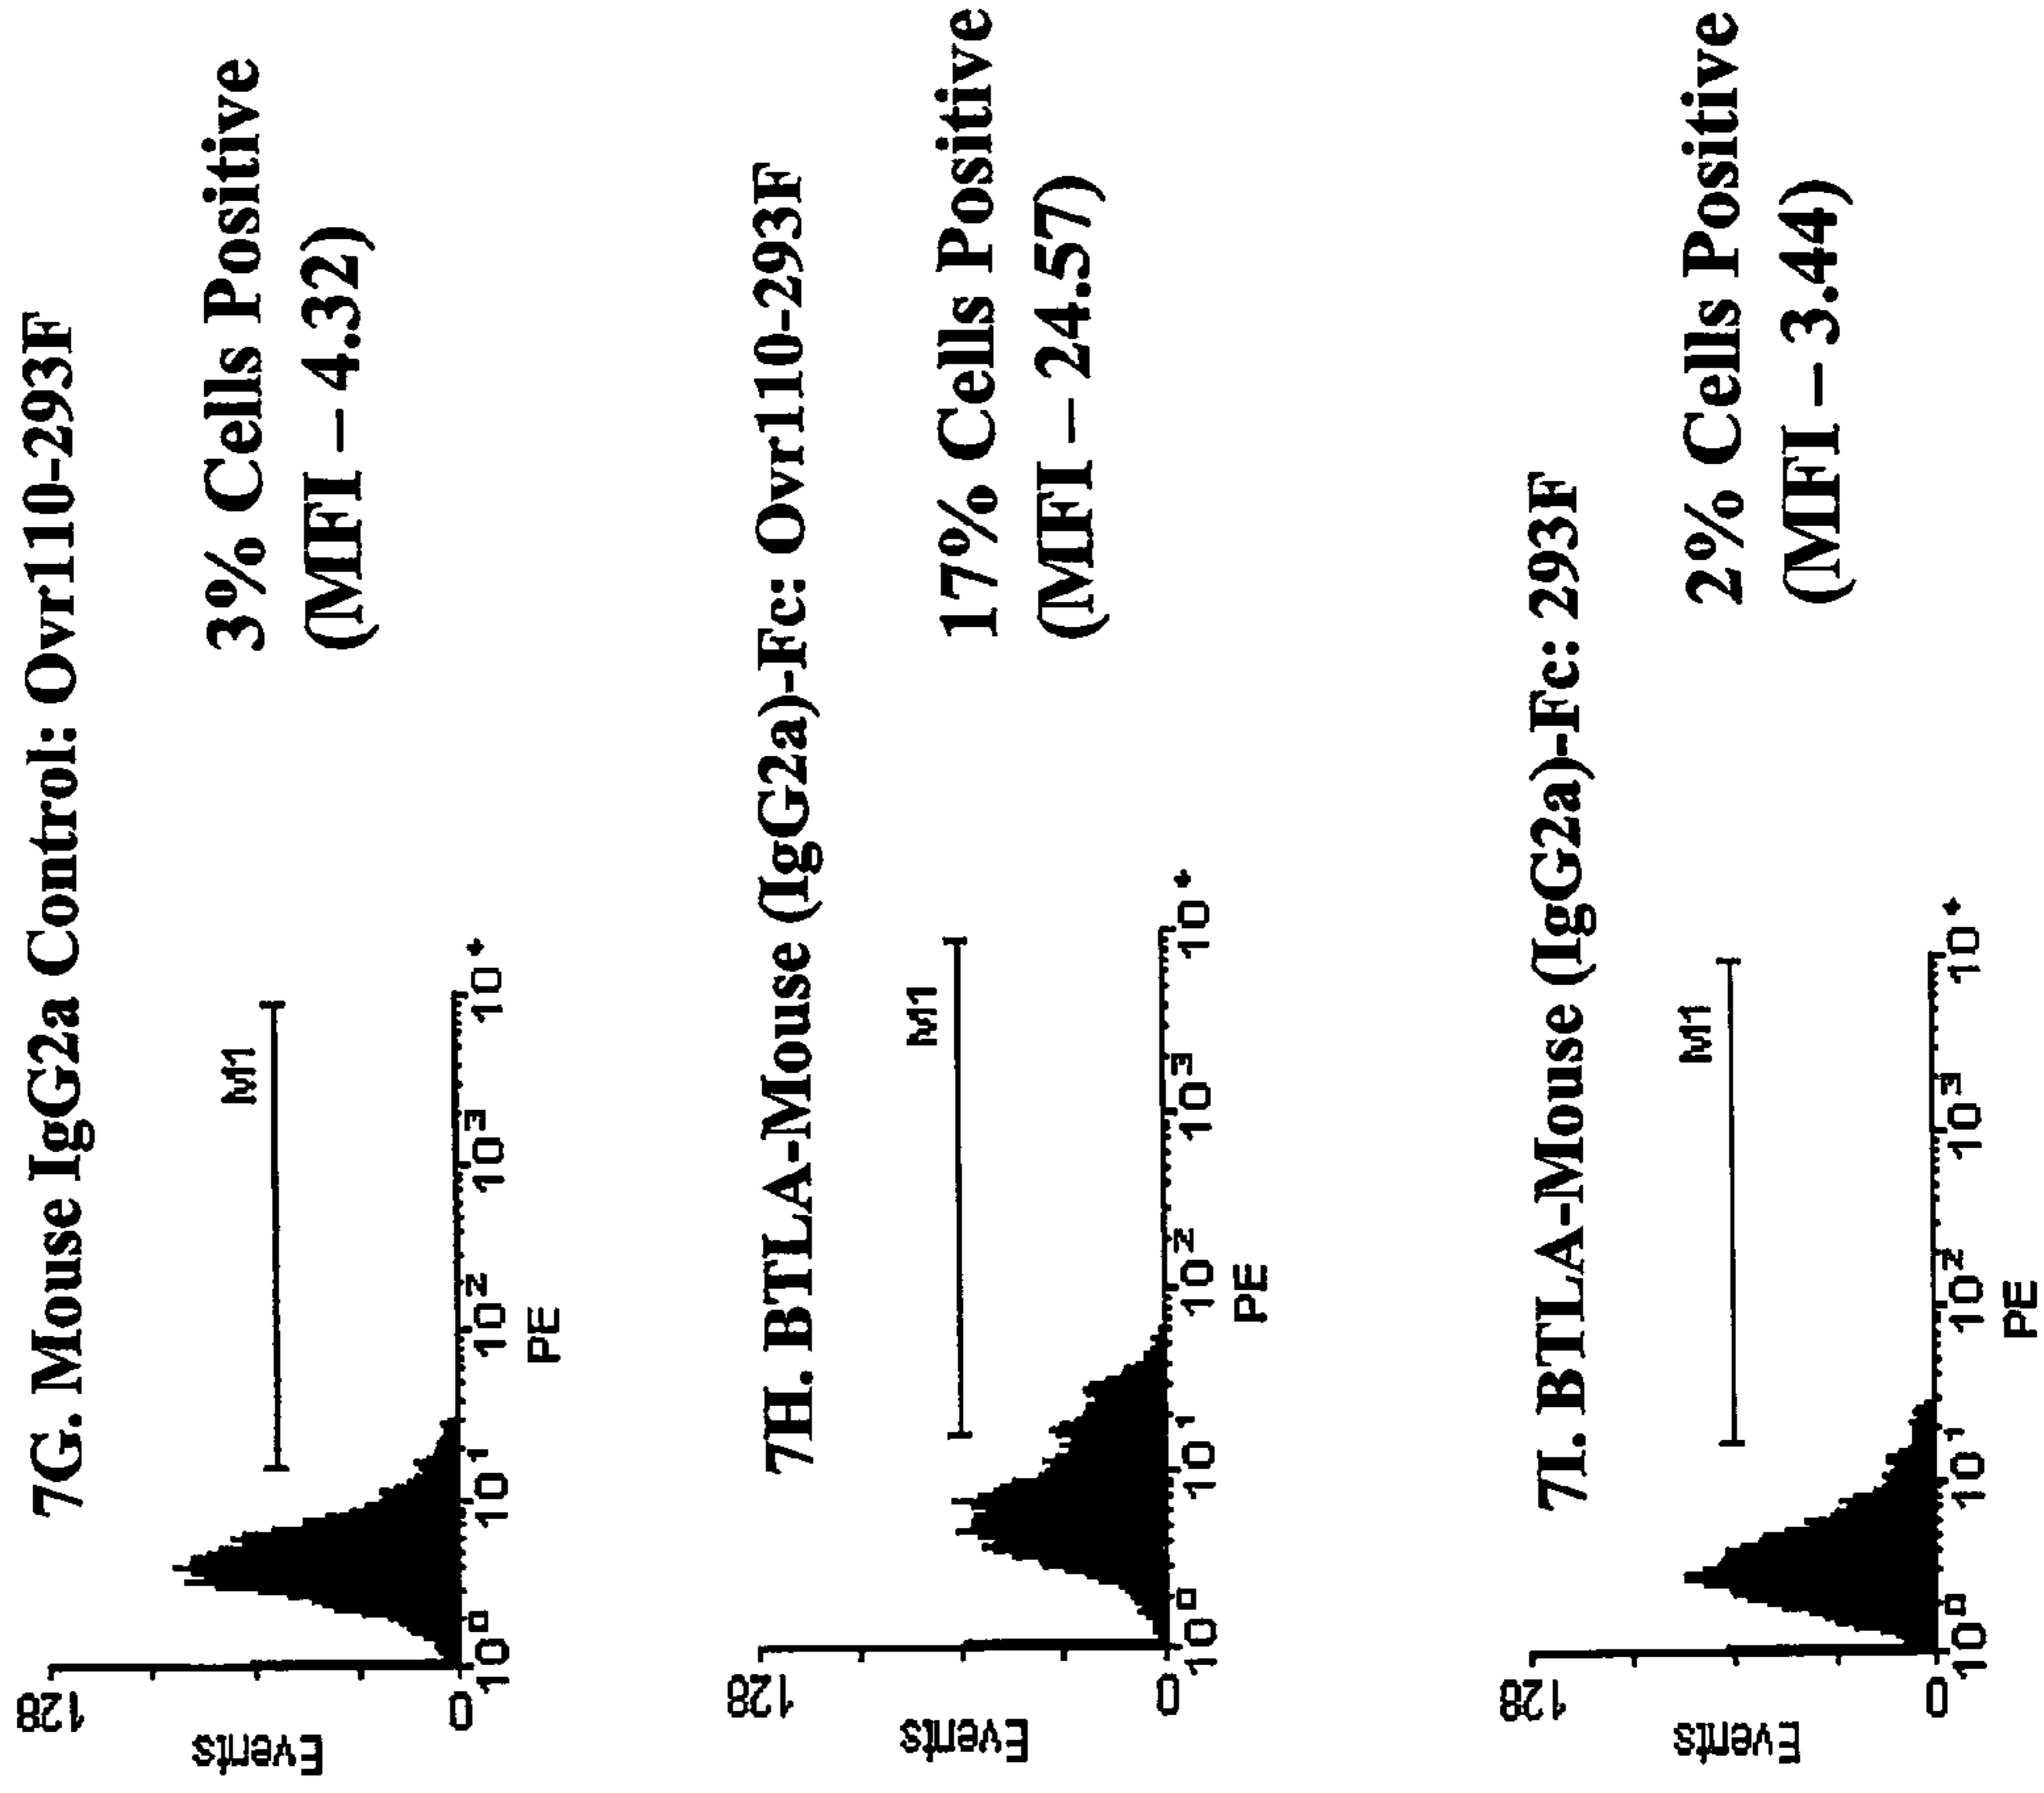 7G. Mouse IgG2a Control: Ovr110-293F
3% Cells Positive
(MFI – 4.32)
128
Events
0
M1
10⁰ 10¹ 10² 10³ 10⁴
PE
7H. BTLA-Mouse (IgG2a)-Fc: Ovr110-293F
17% Cells Positive
(MFI – 24.57)
128
Events
0
M1
10⁰ 10¹ 10² 10³ 10⁴
PE
7I. BTLA-Mouse (IgG2a)-Fc: 293F
2% Cells Positive
(MFI – 3.44)
128
Events
0
M1
10⁰ 10¹ 10² 10³ 10⁴
PE